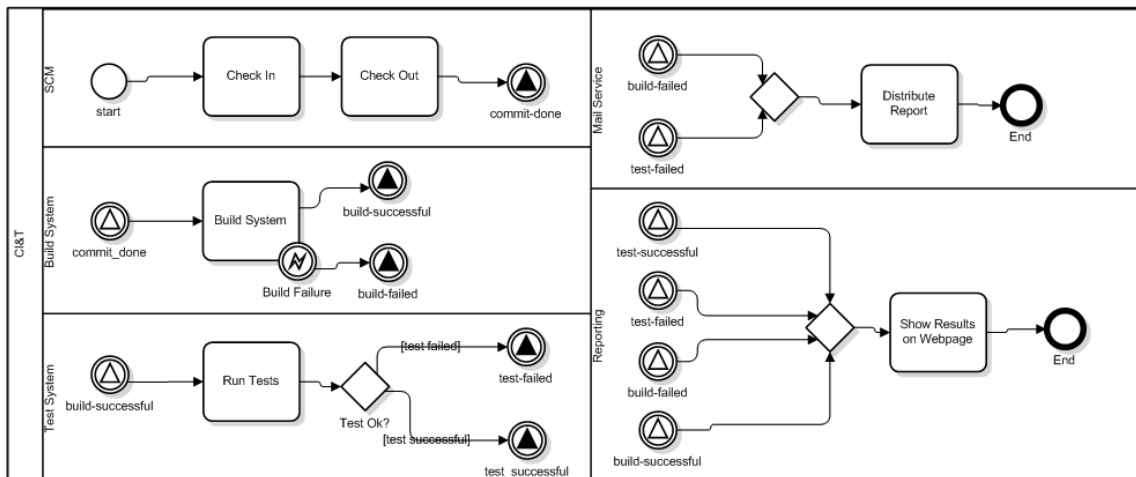 CI&T
SCM
start
Check In
Check Out
commit-done
Build System
commit_done
Build System
Build Failure
build-successful
build-failed
Test System
build-successful
Run Tests
Test Ok?
[test failed]
[test successful]
test-failed
test_successful
Mail Service
build-failed
test-failed
Distribute
Report
End
Reporting
test-successful
test-failed
build-failed
build-successful
Show Results
on Webpage
End